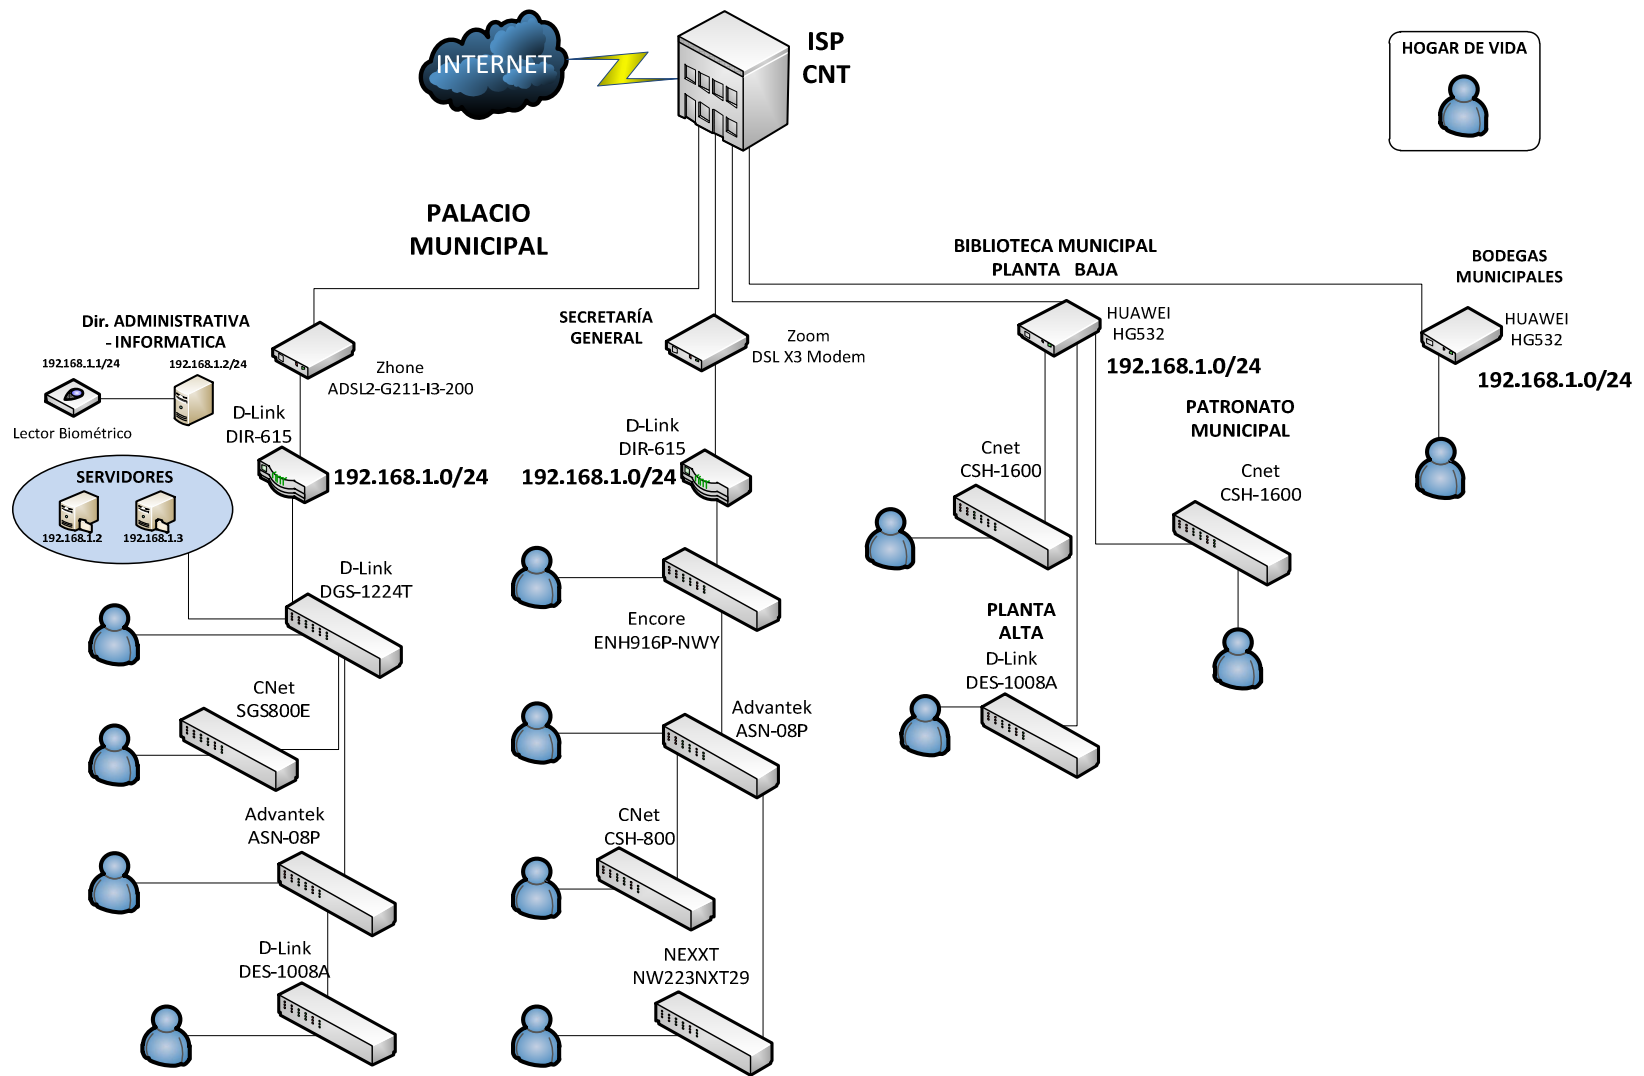 INTERNET
ISP
CNT
HOGAR DE VIDA
PALACIO
MUNICIPAL
BIBLIOTECA MUNICIPAL
PLANTA BAJA
BODEGAS
MUNICIPALES
Dir. ADMINISTRATIVA
- INFORMATICA
192.168.1.1/24
192.168.1.2/24
Lector Biométrico
SERVIDORES
192.168.1.2
192.168.1.3
Zhone
ADSL2-G211-I3-200
D-Link
DIR-615
192.168.1.0/24
D-Link
DGS-1224T
CNet
SGS800E
Advantek
ASN-08P
D-Link
DES-1008A
SECRETARÍA
GENERAL
Zoom
DSL X3 Modem
D-Link
DIR-615
192.168.1.0/24
Encore
ENH916P-NWY
Advantek
ASN-08P
CNet
CSH-800
NEXXT
NW223NXT29
HUAWEI
HG532
192.168.1.0/24
Cnet
CSH-1600
PLANTA
ALTA
D-Link
DES-1008A
PATRONATO
MUNICIPAL
Cnet
CSH-1600
HUAWEI
HG532
192.168.1.0/24